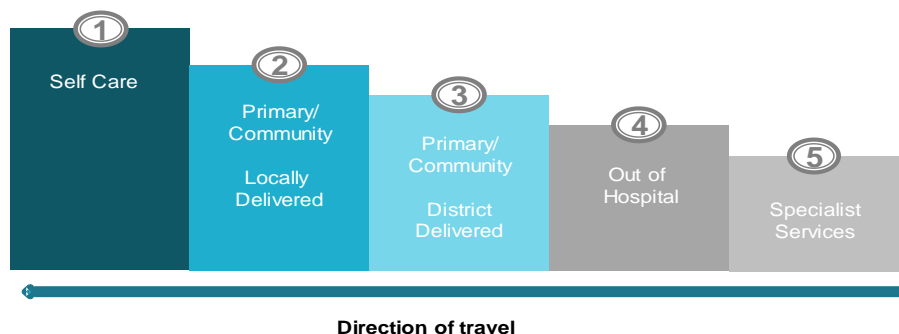 1
Self Care
2
Primary/
Community
Locally
Delivered
3
Primary/
Community
District
Delivered
4
Out of
Hospital
5
Specialist
Services
Direction of travel